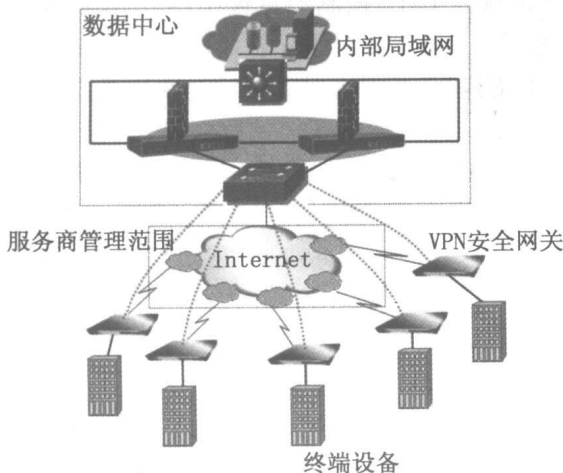 数据中心
内部局域网
服务商管理范围
Internet
VPN安全网关
终端设备